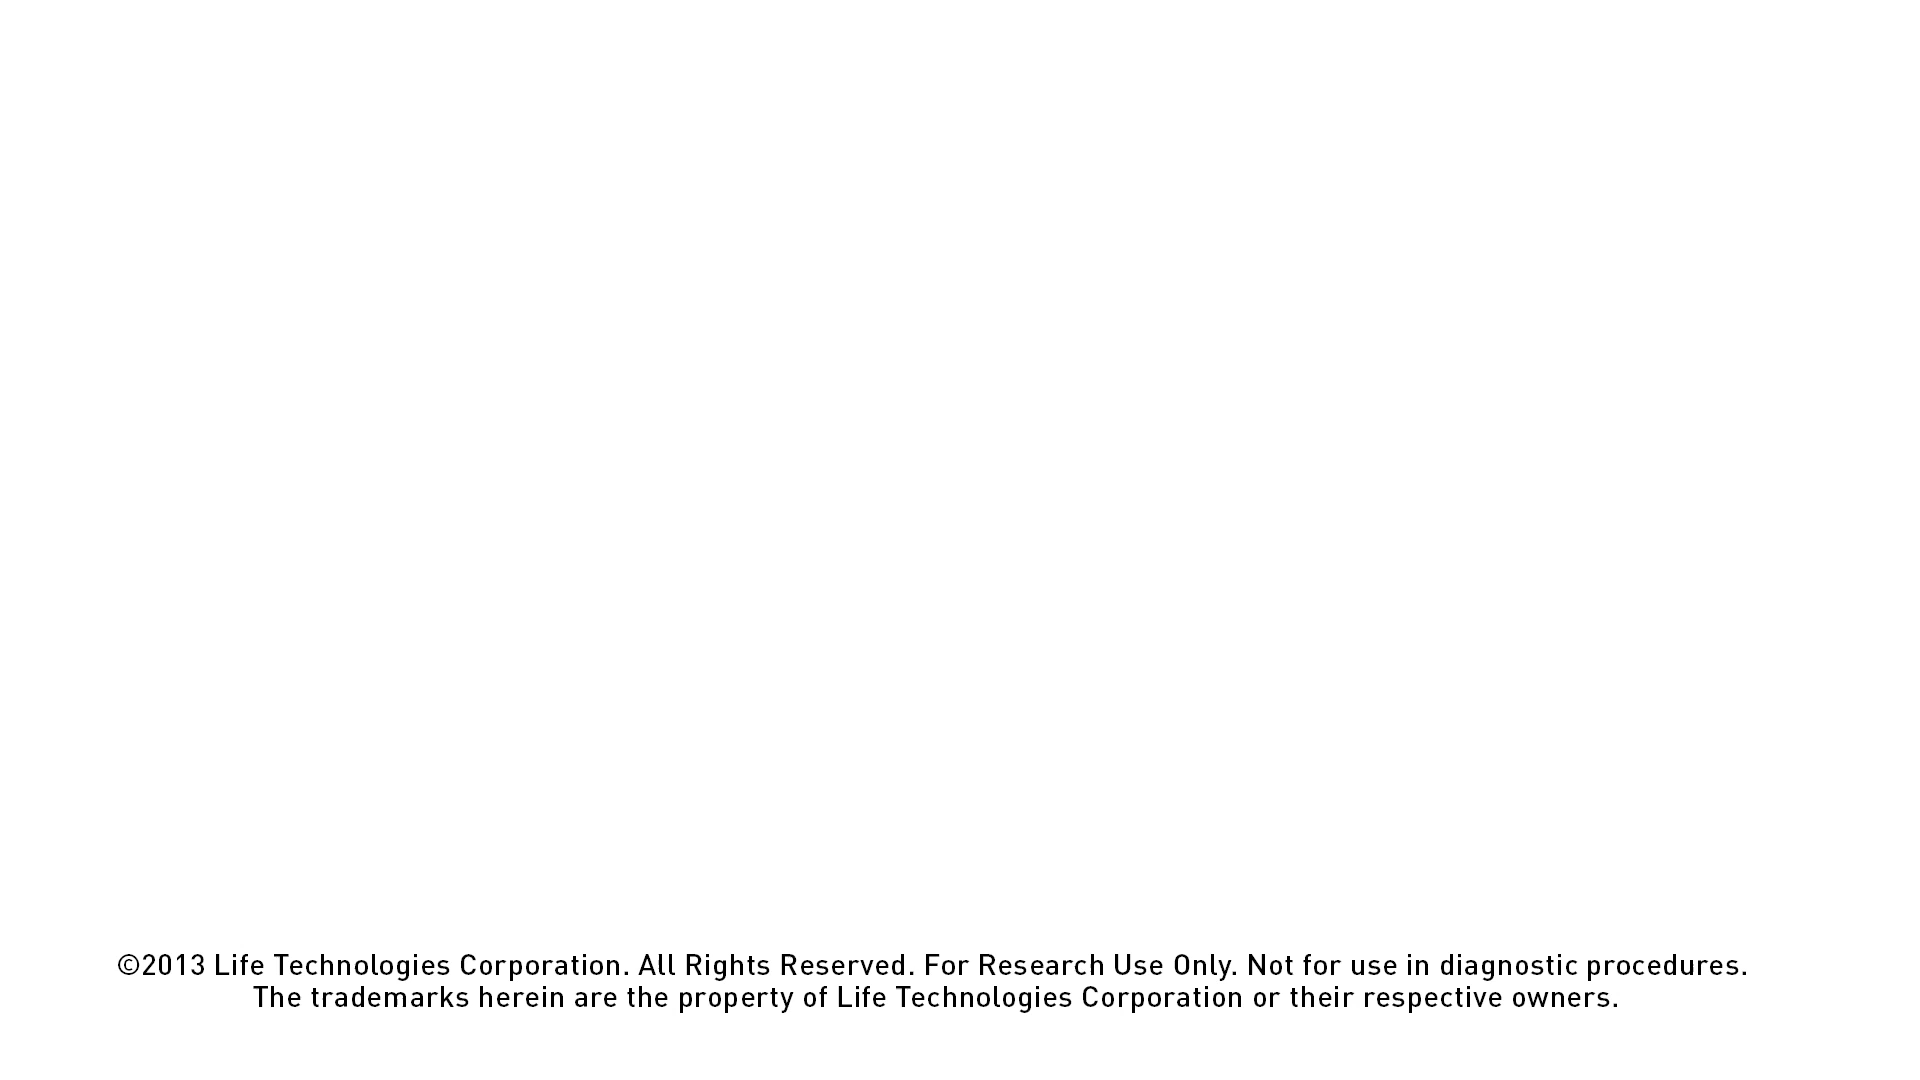 ©2013 Life Technologies Corporation. All Rights Reserved. For Research Use Only. Not for use in diagnostic procedures.
The trademarks herein are the property of Life Technologies Corporation or their respective owners.